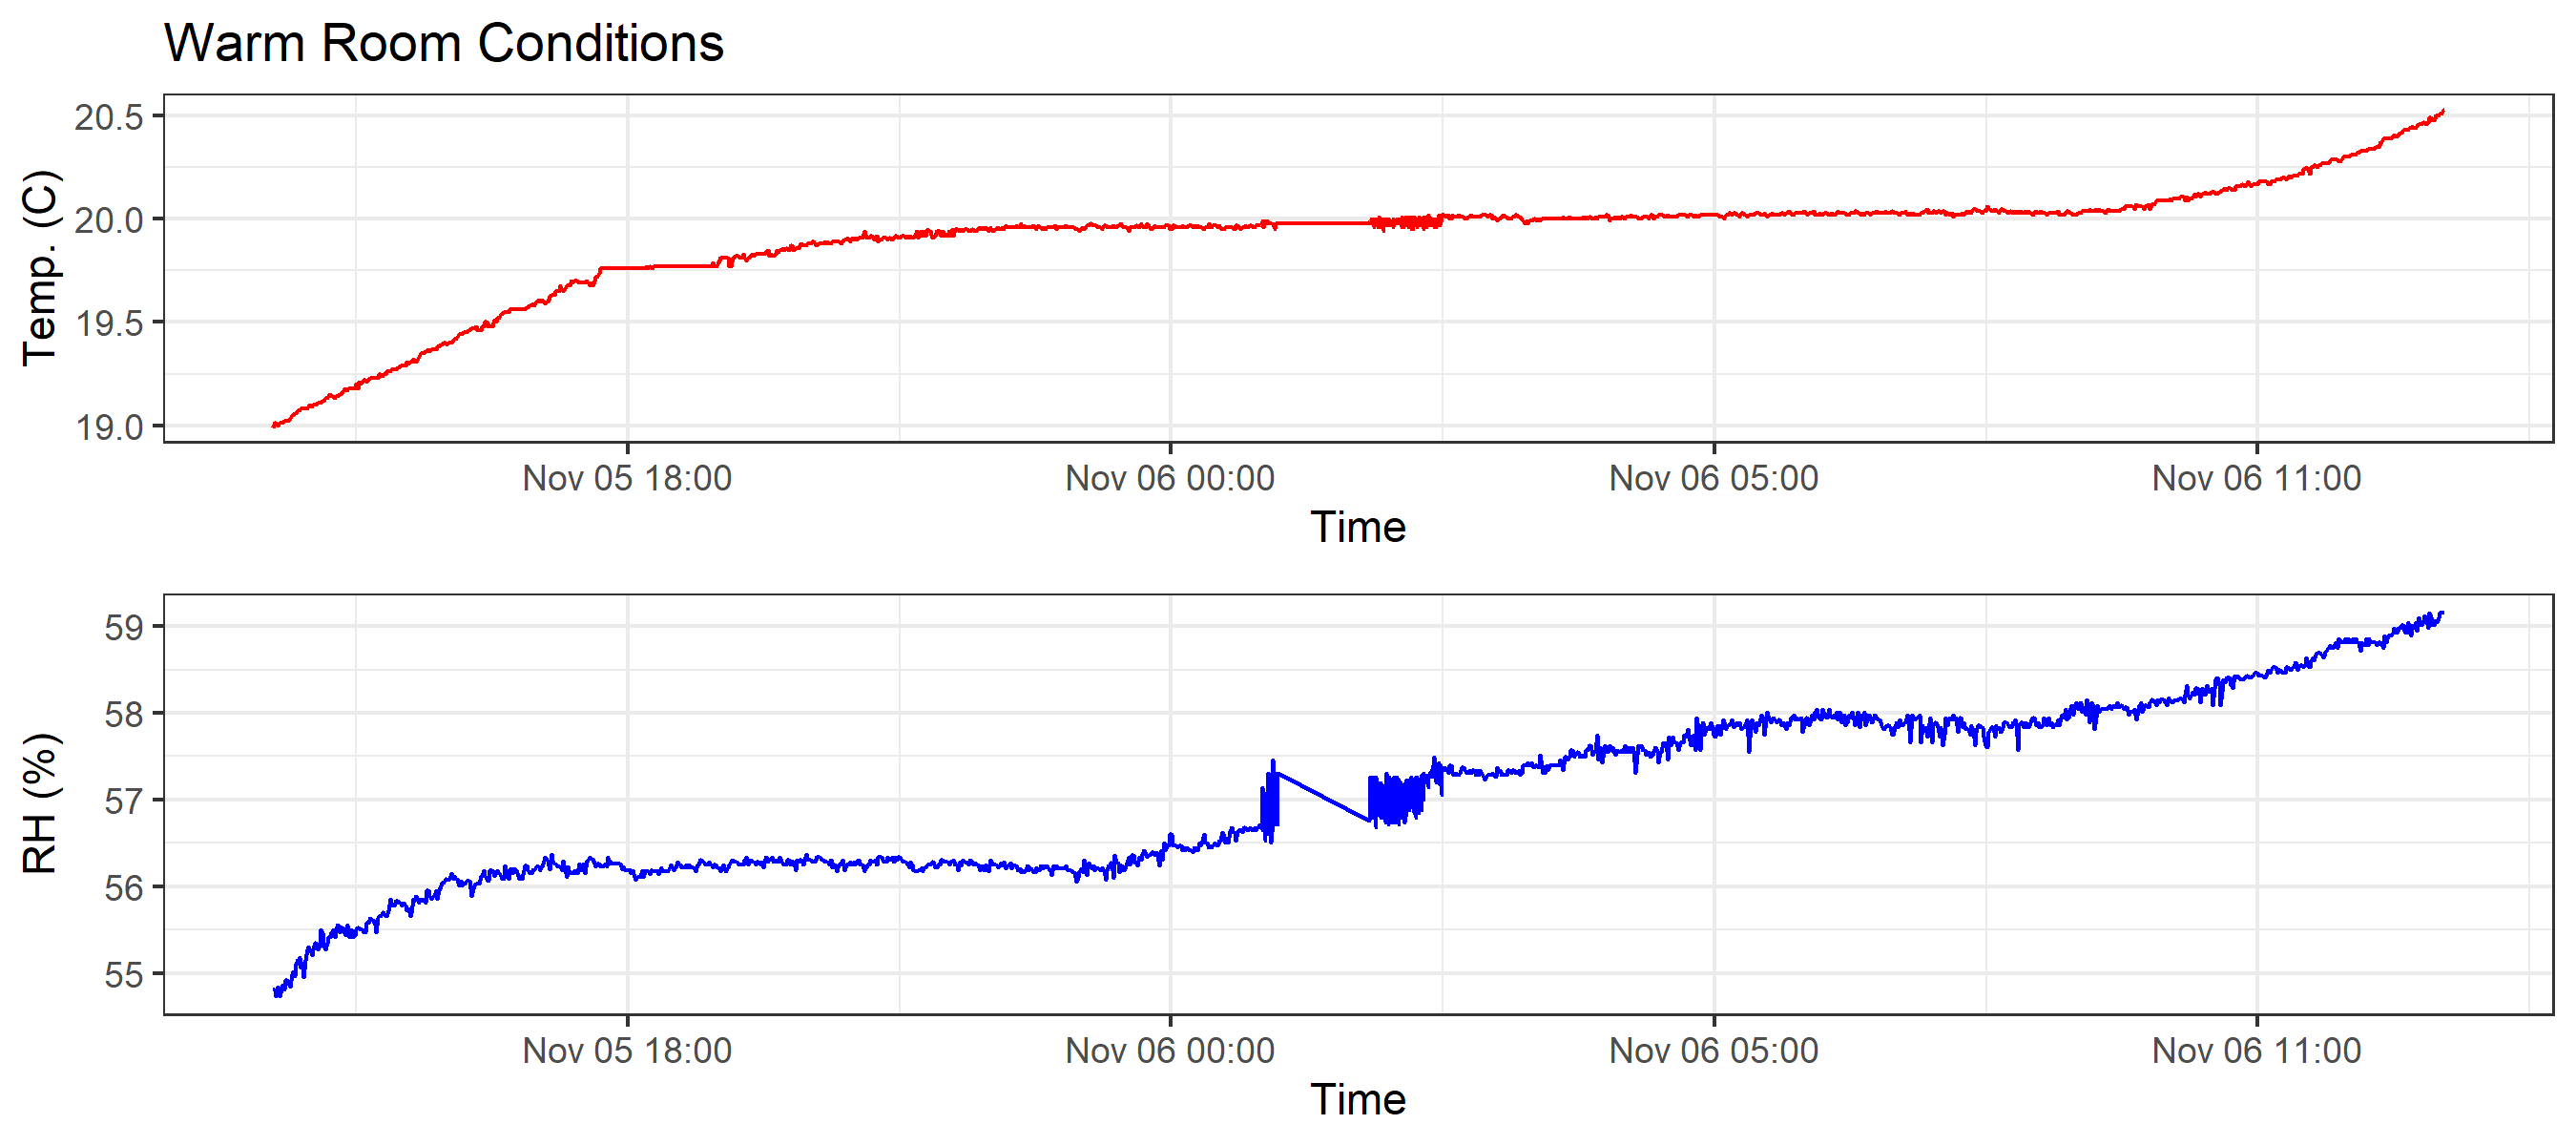 Warm Room Conditions
Temp. (C)
20.5
20.0
19.5
19.0
Nov 05 18:00 Nov 06 00:00 Nov 06 05:00 Nov 06 11:00
Time
RH (%)
59
58
57
56
55
Nov 05 18:00 Nov 06 00:00 Nov 06 05:00 Nov 06 11:00
Time